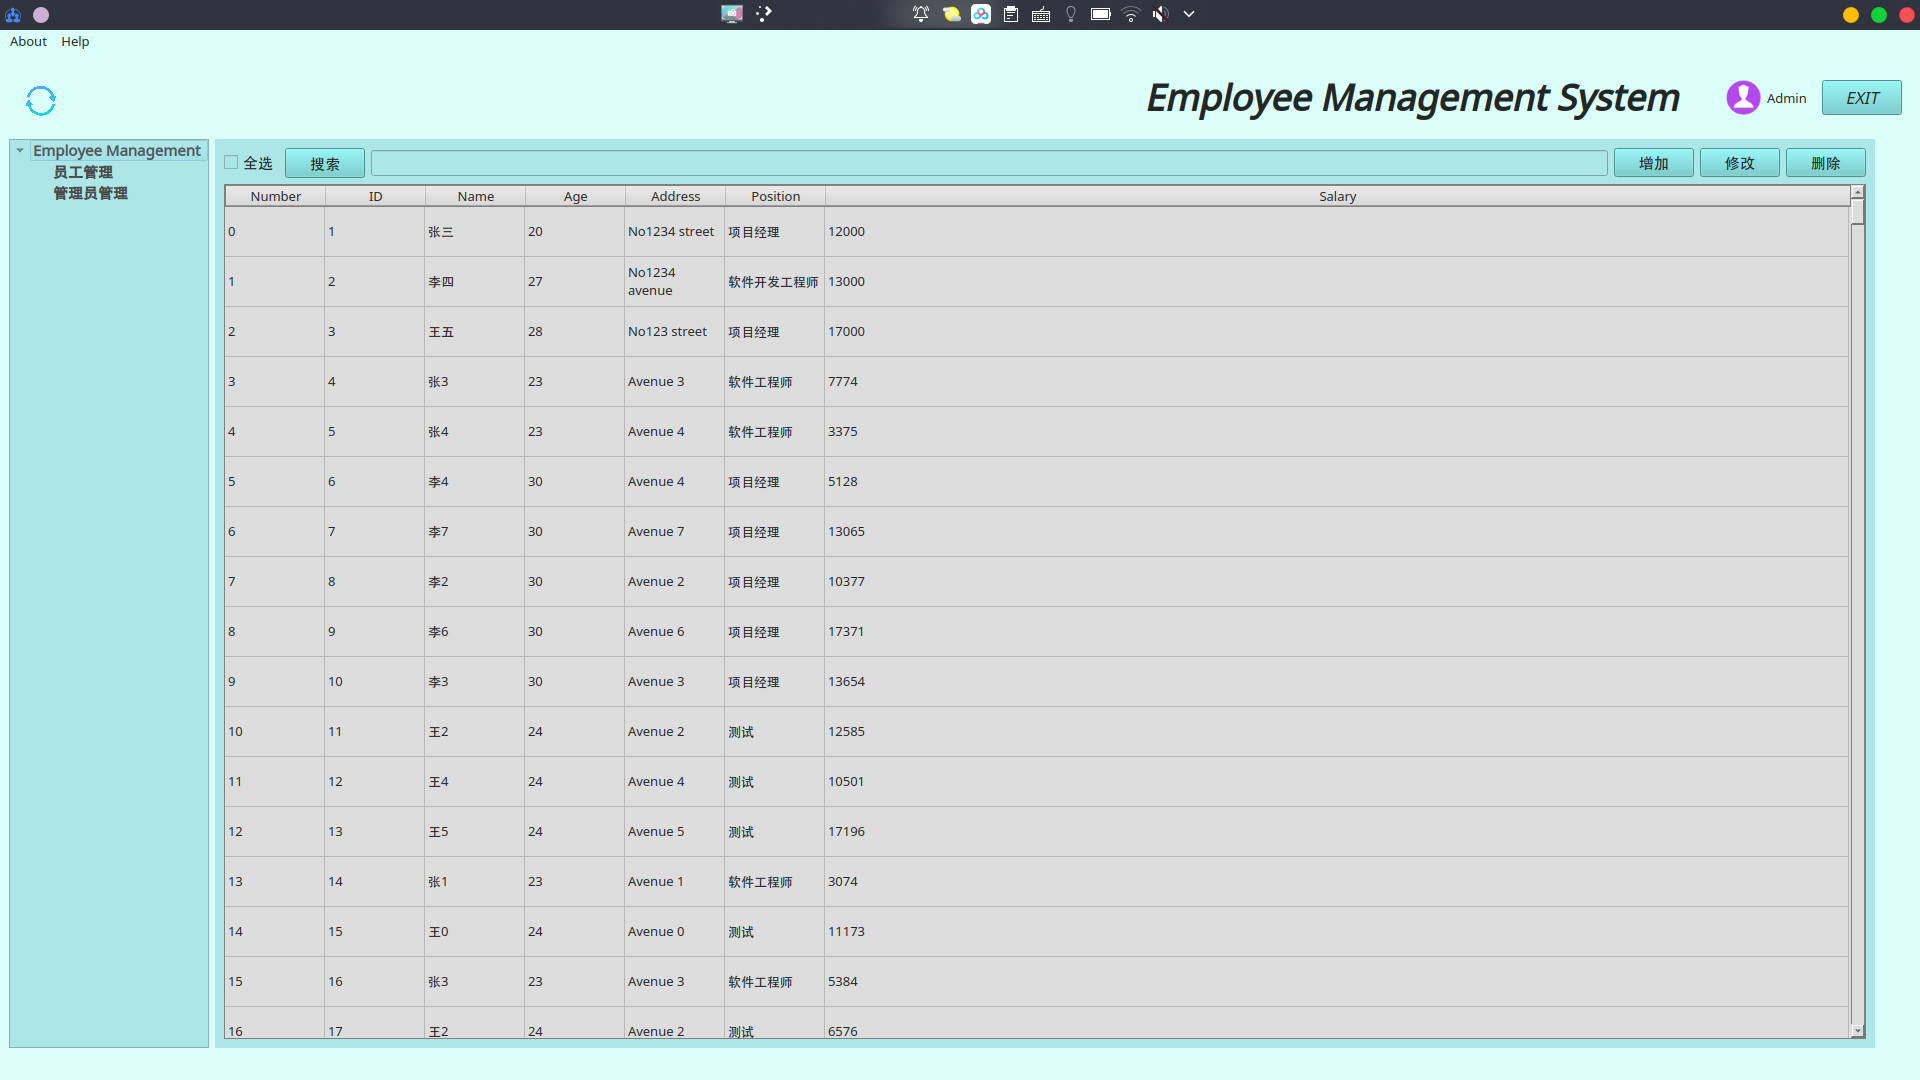 About Help
Employee Management System Admin EXIT
Employee Management
员工管理
管理员管理
全选 搜索 增加 修改 删除
Number ID Name Age Address Position Salary
0 1 张三 20 No1234 street 项目经理 12000
1 2 李四 27 No1234 avenue 软件开发工程师 13000
2 3 王五 28 No123 street 项目经理 17000
3 4 张3 23 Avenue 3 软件工程师 7774
4 5 张4 23 Avenue 4 软件工程师 3375
5 6 李4 30 Avenue 4 项目经理 5128
6 7 李7 30 Avenue 7 项目经理 13065
7 8 李2 30 Avenue 2 项目经理 10377
8 9 李6 30 Avenue 6 项目经理 17371
9 10 李3 30 Avenue 3 项目经理 13654
10 11 王2 24 Avenue 2 测试 12585
11 12 王4 24 Avenue 4 测试 10501
12 13 王5 24 Avenue 5 测试 17196
13 14 张1 23 Avenue 1 软件工程师 3074
14 15 王0 24 Avenue 0 测试 11173
15 16 张3 23 Avenue 3 软件工程师 5384
16 17 王2 24 Avenue 2 测试 6576